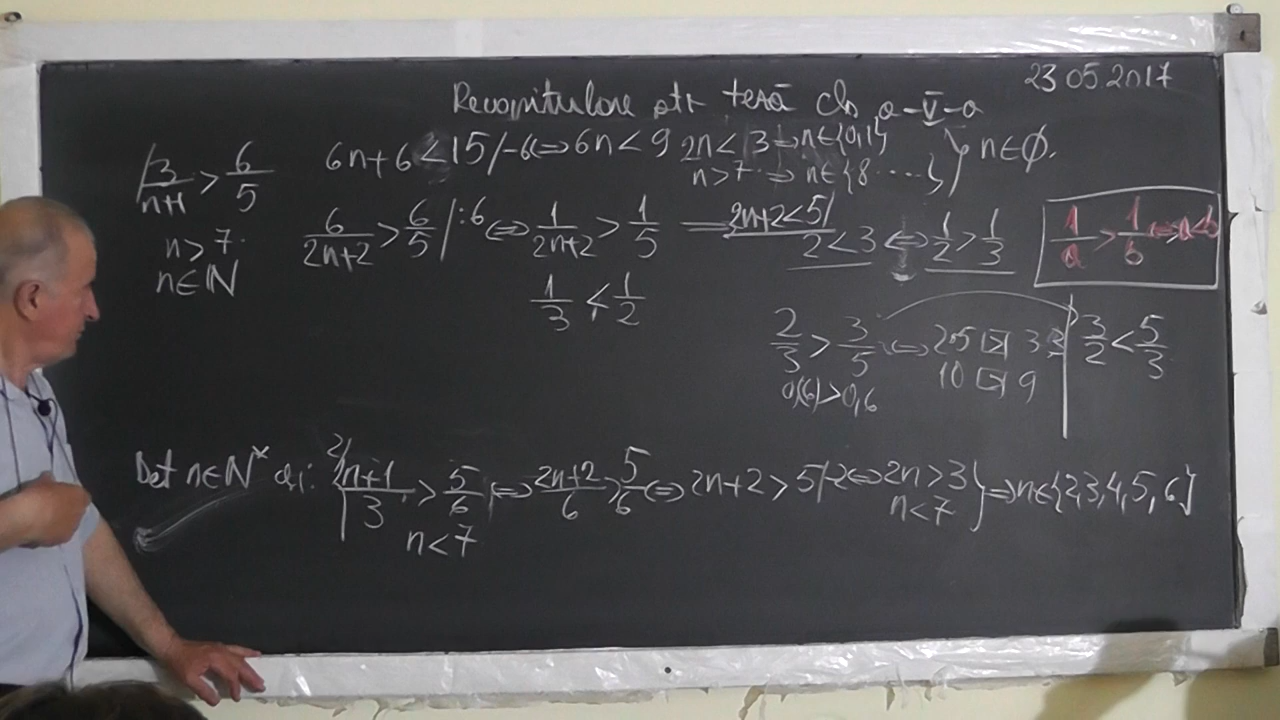 23.05.2017
Recapitulare ptr teză cls a-V-a
3/(n+1) > 6/5
n > 7.
n∈ℕ
6n+6 < 15 /-6 ⇔ 6n < 9 2n < 3 ⇒ n∈{0,1}
n > 7 ⇒ n∈{8 .....} } n∈∅.
6/(2n+2) > 6/5 /:6 ⇔ 1/(2n+2) > 1/5 ⇒ 2n+2<5/
2<3 ⇔ 1/2 > 1/3
1/a > 1/b ⇔ a<b
1/3 < 1/2
2/3 > 3/5 ⇔ 2·5 > 3·3 | 3/2 < 5/3
0,(6) > 0,6 10 > 9
Det n∈ℕ* a.i: 2/ (n+1)/3 > 5/6 ⇔ (2n+2)/6 > 5/6 ⇔ 2n+2 > 5 /-2 ⇔ 2n > 3 } ⇒ n∈{2,3,4,5,6}
n<7 n<7